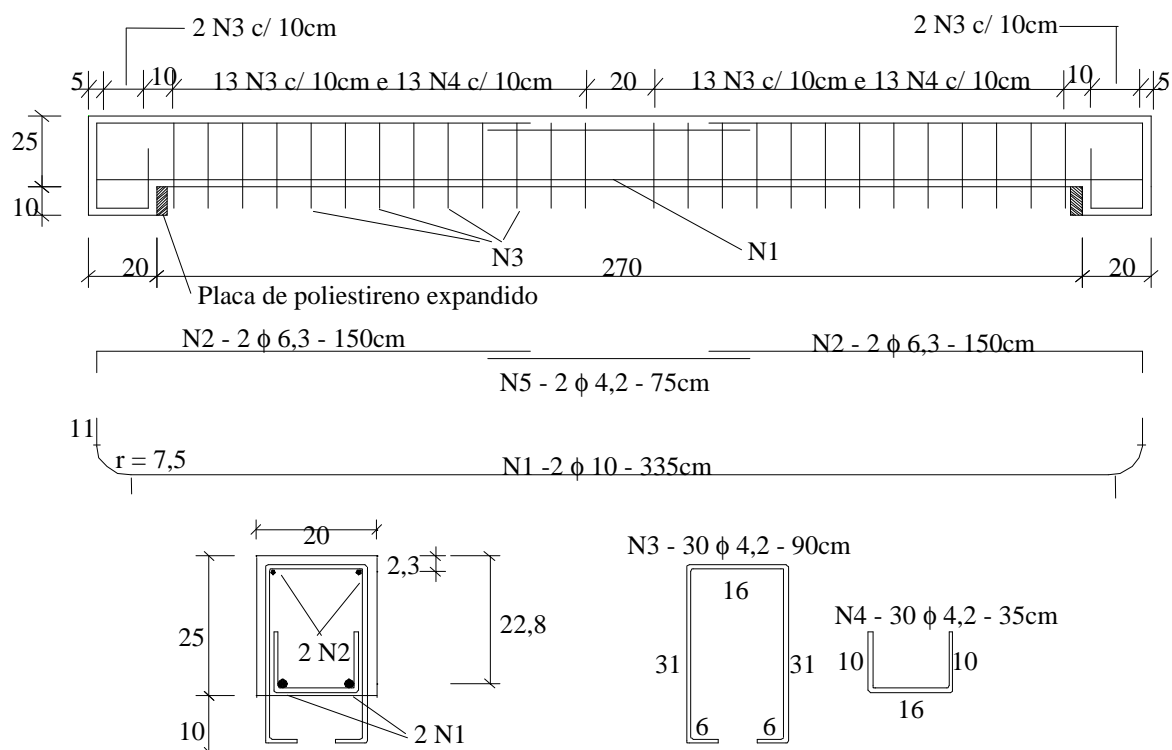 2 N3 c/ 10cm
2 N3 c/ 10cm
5 10 13 N3 c/ 10cm e 13 N4 c/ 10cm 20 13 N3 c/ 10cm e 13 N4 c/ 10cm 10 5
25
10
N3
N1
20 270 20
Placa de poliestireno expandido
N2 - 2 ϕ 6,3 - 150cm
N2 - 2 ϕ 6,3 - 150cm
N5 - 2 ϕ 4,2 - 75cm
11
r = 7,5
N1 -2 ϕ 10 - 335cm
20
2,3
25
22,8
2 N2
10
2 N1
N3 - 30 ϕ 4,2 - 90cm
16
31
31
6
6
N4 - 30 ϕ 4,2 - 35cm
10
10
16